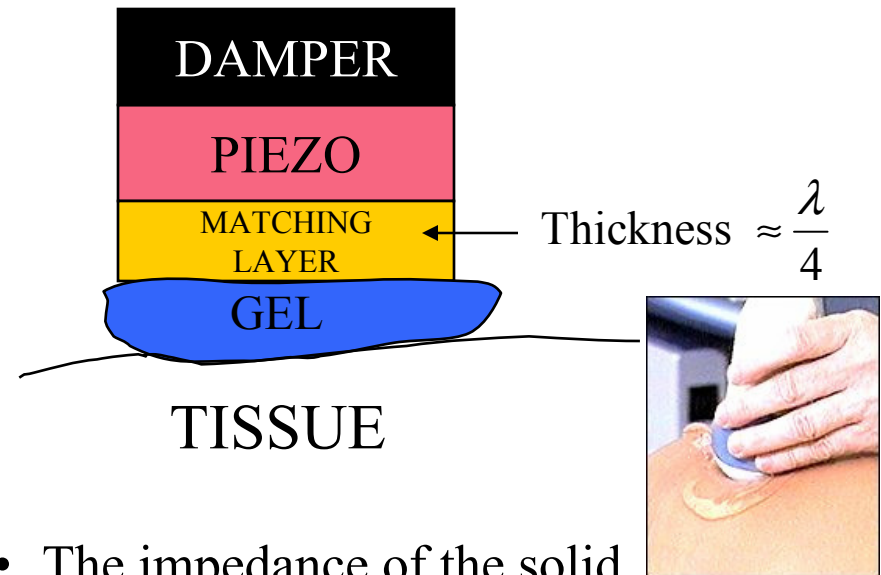 DAMPER
PIEZO
MATCHING
LAYER
Thickness ≈ λ/4
GEL
TISSUE
• The impedance of the solid